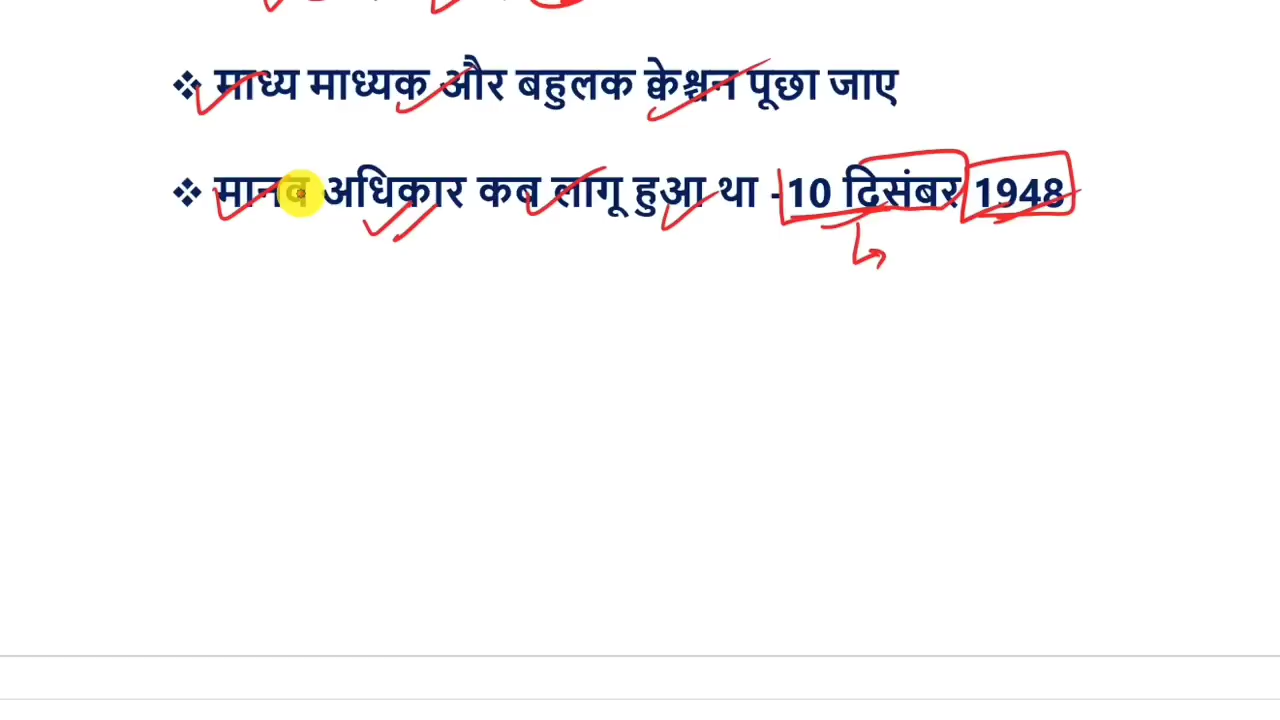 ❖ माध्य माध्यक और बहुलक क्वेश्चन पूछा जाए
❖ मानव अधिकार कब लागू हुआ था -10 दिसंबर 1948